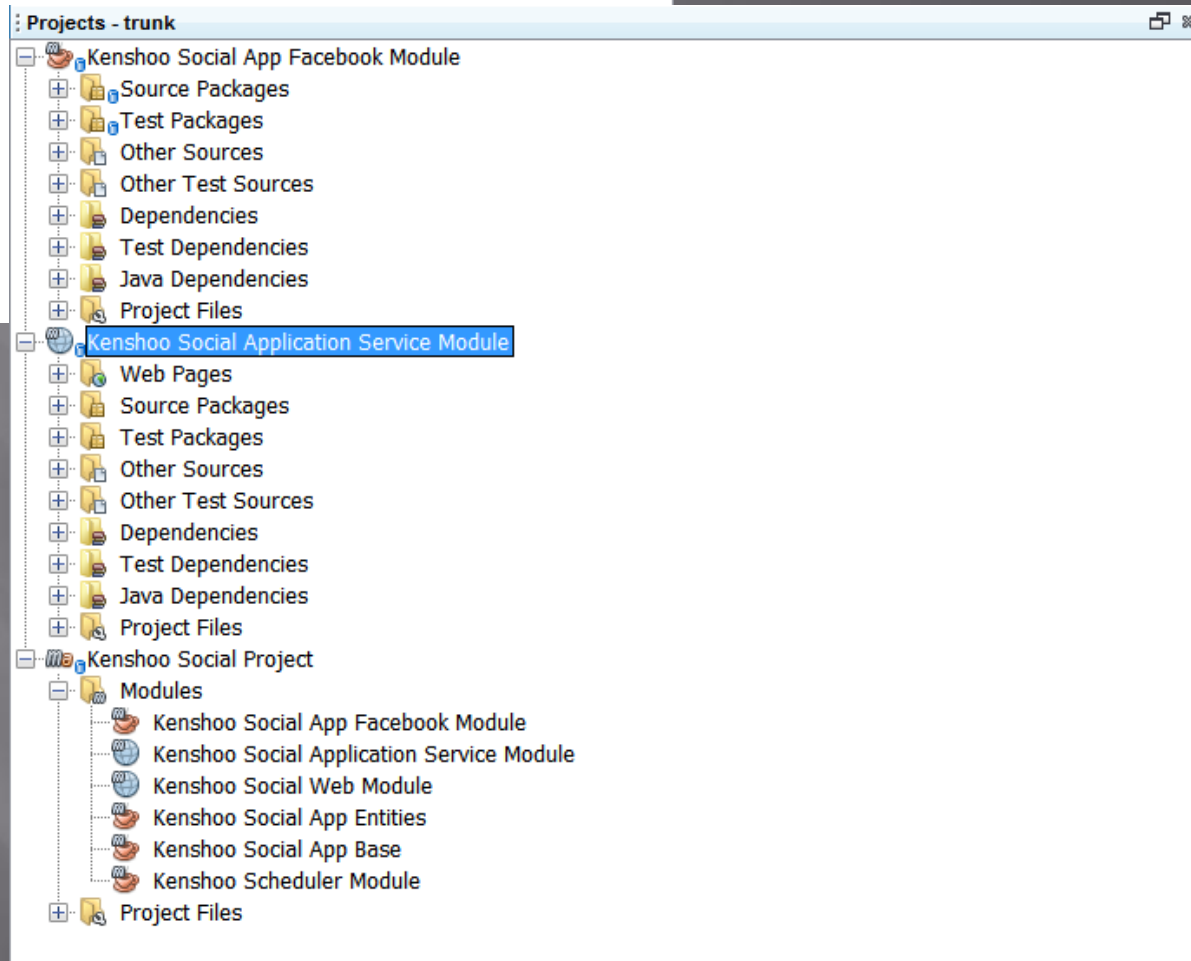 Projects - trunk
Kenshoo Social App Facebook Module
Source Packages
Test Packages
Other Sources
Other Test Sources
Dependencies
Test Dependencies
Java Dependencies
Project Files
Kenshoo Social Application Service Module
Web Pages
Source Packages
Test Packages
Other Sources
Other Test Sources
Dependencies
Test Dependencies
Java Dependencies
Project Files
Kenshoo Social Project
Modules
Kenshoo Social App Facebook Module
Kenshoo Social Application Service Module
Kenshoo Social Web Module
Kenshoo Social App Entities
Kenshoo Social App Base
Kenshoo Scheduler Module
Project Files